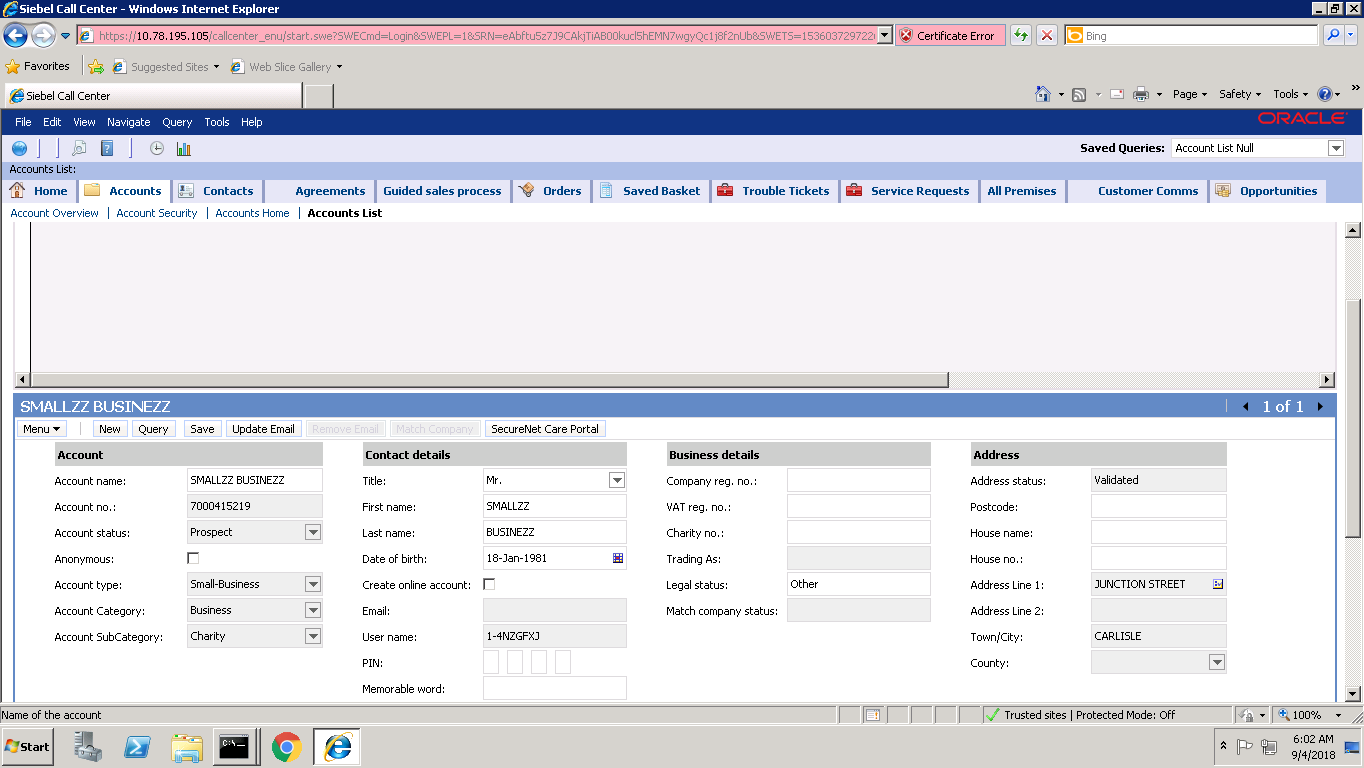 Siebel Call Center - Windows Internet Explorer
https://10.78.195.105/callcenter_enu/start.swe?SWECmd=Login&SWEPL=1&SRN= Certificate Error Bing
Favorites Suggested Sites Web Slice Gallery
Siebel Call Center Page Safety Tools
File Edit View Navigate Query Tools Help ORACLE
Saved Queries: Account List Null
Accounts List:
Home Accounts Contacts Agreements Guided sales process Orders Saved Basket Trouble Tickets Service Requests All Premises Customer Comms Opportunities
Account Overview Account Security Accounts Home Accounts List
SMALLZZ BUSINEZZ 1 of 1
Menu New Query Save Update Email Remove Email Match Company SecureNet Care Portal
Account Contact details Business details Address
Account name: SMALLZZ BUSINEZZ Title: Mr. Company reg. no.: Address status: Validated
Account no.: 7000415219 First name: SMALLZZ VAT reg. no.: Postcode:
Account status: Prospect Last name: BUSINEZZ Charity no.: House name:
Anonymous: Date of birth: 18-Jan-1981 Trading As: House no.:
Account type: Small-Business Create online account: Legal status: Other Address Line 1: JUNCTION STREET
Account Category: Business Email: Match company status: Address Line 2:
Account SubCategory: Charity User name: 1-4NZGFXJ Town/City: CARLISLE
PIN: County:
Memorable word:
Name of the account Trusted sites | Protected Mode: Off 100%
Start 6:02 AM
9/4/2018